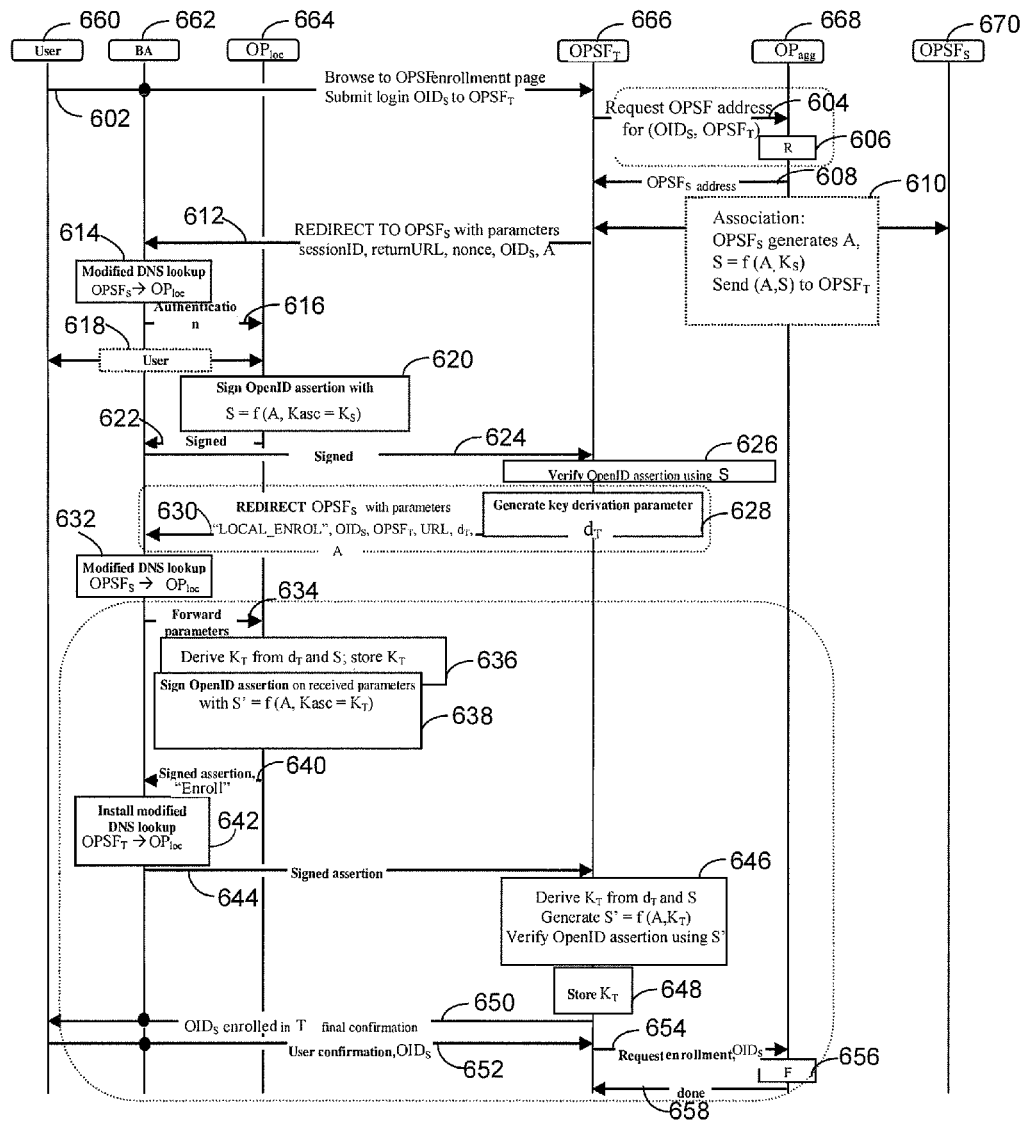 660
662
664
666
668
670
User
BA
OPloc
OPSFT
OPagg
OPSFS
Browse to OPSFenrollmentt page
Submit login OIDS to OPSFT
602
Request OPSF address
for (OIDS, OPSFT)
604
R
606
OPSFS address
608
610
Association:
OPSFS generates A,
S = f (A, KS)
Send (A,S) to OPSFT
612
REDIRECT TO OPSFS with parameters
sessionID, returnURL, nonce, OIDS, A
614
Modified DNS lookup
OPSFS → OPloc
Authenticatio
n
616
618
User
620
Sign OpenID assertion with
S = f (A, Kasc = KS)
622
Signed
624
Signed
626
Verify OpenID assertion using S
630
REDIRECT OPSFS with parameters
"LOCAL_ENROL", OIDS, OPSFT, URL, dT,
A
Generate key derivation parameter
dT
628
632
Modified DNS lookup
OPSFS → OPloc
634
Forward
parameters
Derive KT from dT and S; store KT
636
Sign OpenID assertion on received parameters
with S' = f (A, Kasc = KT)
638
Signed assertion,
"Enroll"
640
Install modified
DNS lookup
OPSFT → OPloc
642
644
Signed assertion
646
Derive KT from dT and S
Generate S' = f (A,KT)
Verify OpenID assertion using S'
Store KT
648
650
OIDS enrolled in T final confirmation
User confirmation, OIDS
652
654
Request enrollment, OIDS
656
F
done
658